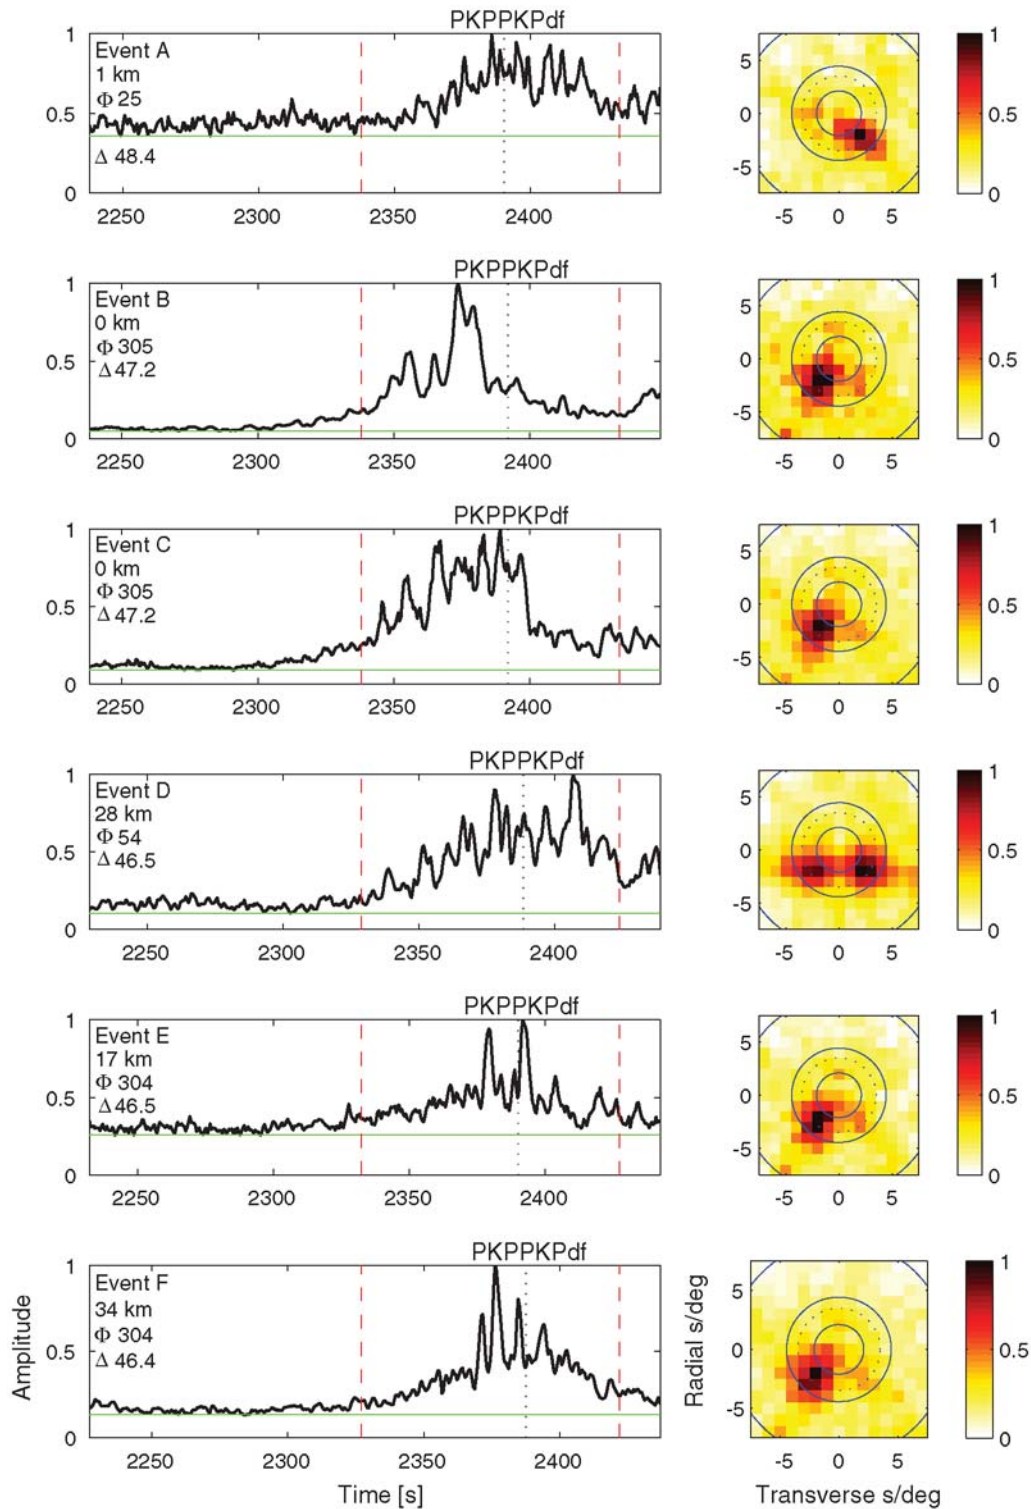 PKPPKPdf
Event A
1 km
Φ 25
Δ 48.4
1
0.5
0
2250 2300 2350 2400
5
0
-5
-5 0 5
1
0.5
0
PKPPKPdf
Event B
0 km
Φ 305
Δ 47.2
1
0.5
0
2250 2300 2350 2400
5
0
-5
-5 0 5
1
0.5
0
PKPPKPdf
Event C
0 km
Φ 305
Δ 47.2
1
0.5
0
2250 2300 2350 2400
5
0
-5
-5 0 5
1
0.5
0
PKPPKPdf
Event D
28 km
Φ 54
Δ 46.5
1
0.5
0
2250 2300 2350 2400
5
0
-5
-5 0 5
1
0.5
0
PKPPKPdf
Event E
17 km
Φ 304
Δ 46.5
1
0.5
0
2250 2300 2350 2400
5
0
-5
-5 0 5
1
0.5
0
PKPPKPdf
Event F
34 km
Φ 304
Δ 46.4
1
0.5
0
Amplitude
2250 2300 2350 2400
Time [s]
Radial s/deg
5
0
-5
-5 0 5
Transverse s/deg
1
0.5
0